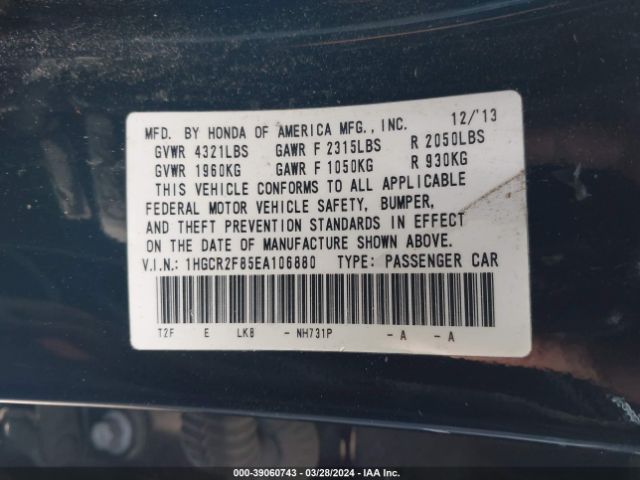 MFD. BY HONDA OF AMERICA MFG., INC. 12/'13
GVWR 4321LBS GAWR F 2315LBS R 2050LBS
GVWR 1960KG GAWR F 1050KG R 930KG
THIS VEHICLE CONFORMS TO ALL APPLICABLE
FEDERAL MOTOR VEHICLE SAFETY, BUMPER,
AND THEFT PREVENTION STANDARDS IN EFFECT
ON THE DATE OF MANUFACTURE SHOWN ABOVE.
V.I.N.: 1HGCR2F85EA106880 TYPE: PASSENGER CAR
T2F E LKB - NH731P - A - A
000-39060743 / 03/28/2024 / IAA Inc.